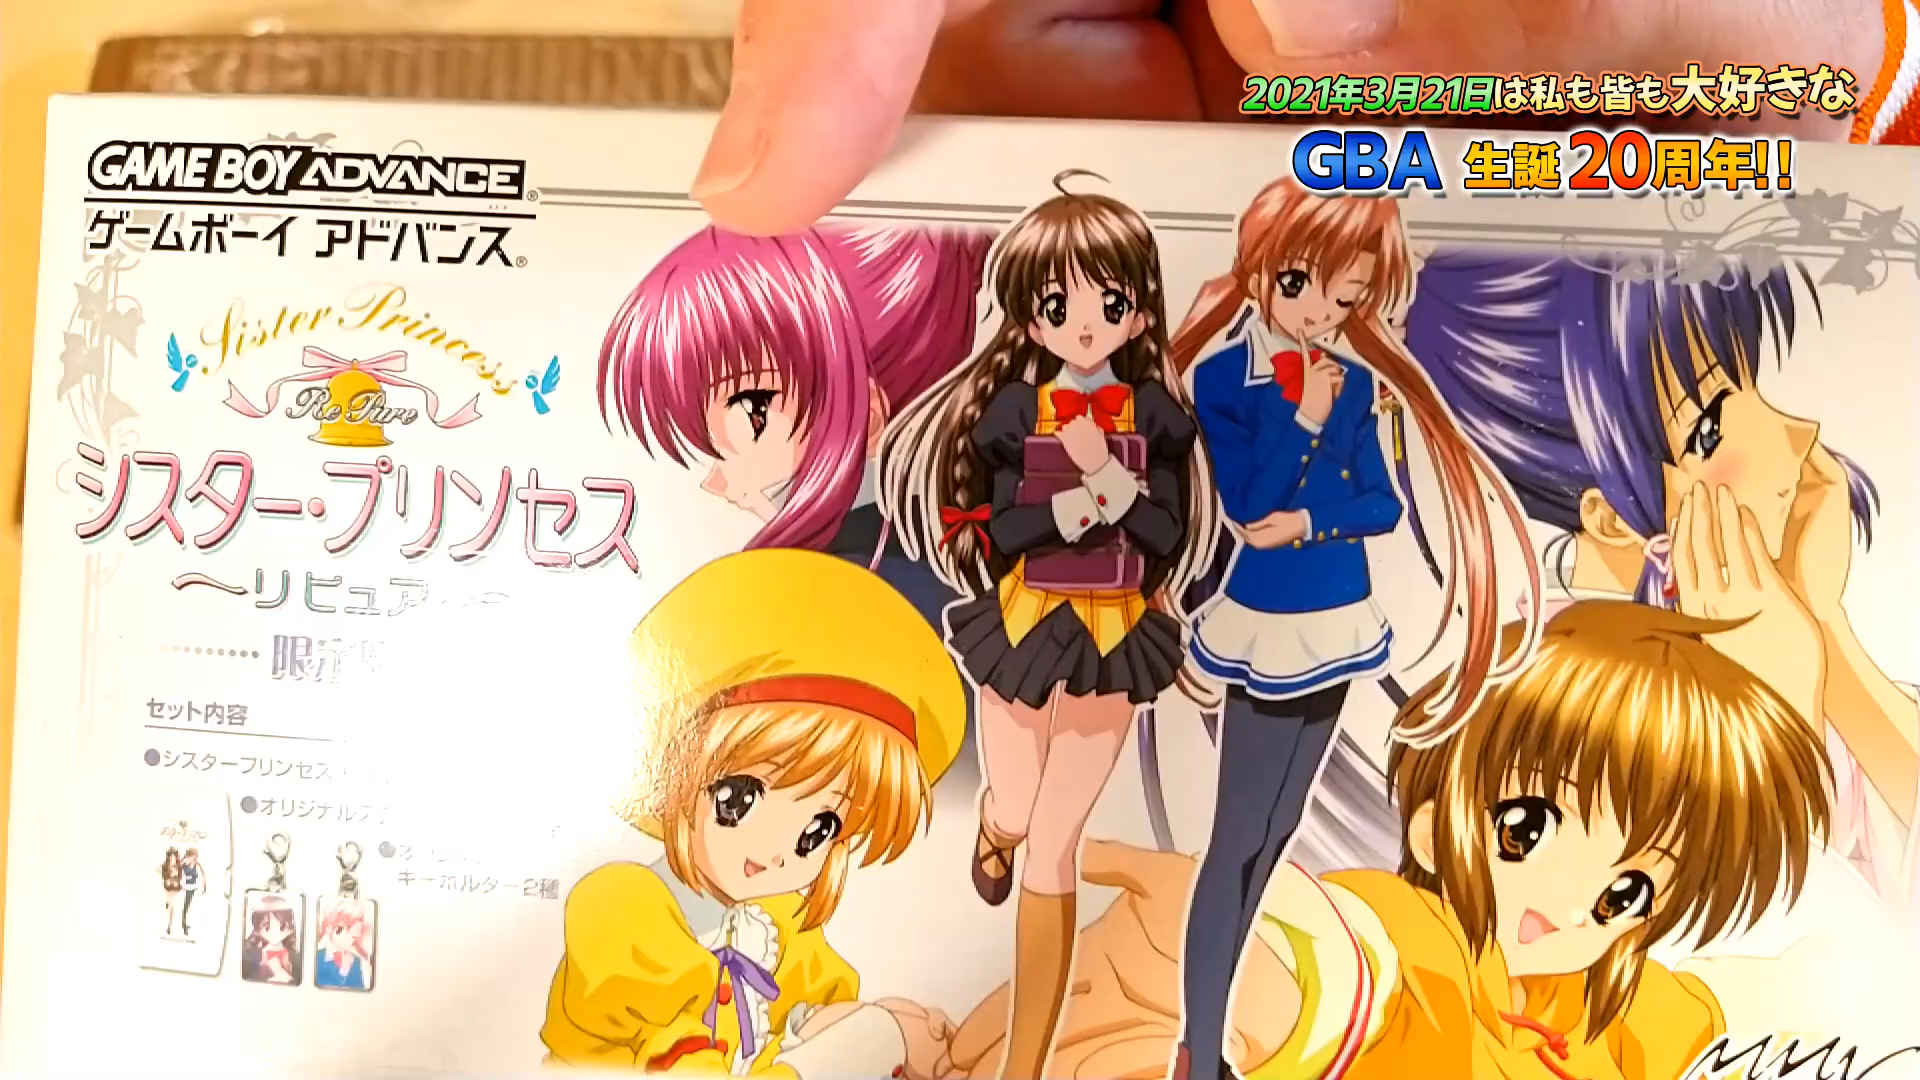 2021年3月21日は私も皆も大好きな
GBA 生誕20周年!!
GAME BOY ADVANCE®
ゲームボーイ アドバンス®
Sister Princess
Re Pure
シスター・プリンセス
～リピュア～
限定
セット内容
●シスタープリンセス
●オリジナル
キーホルダー2種